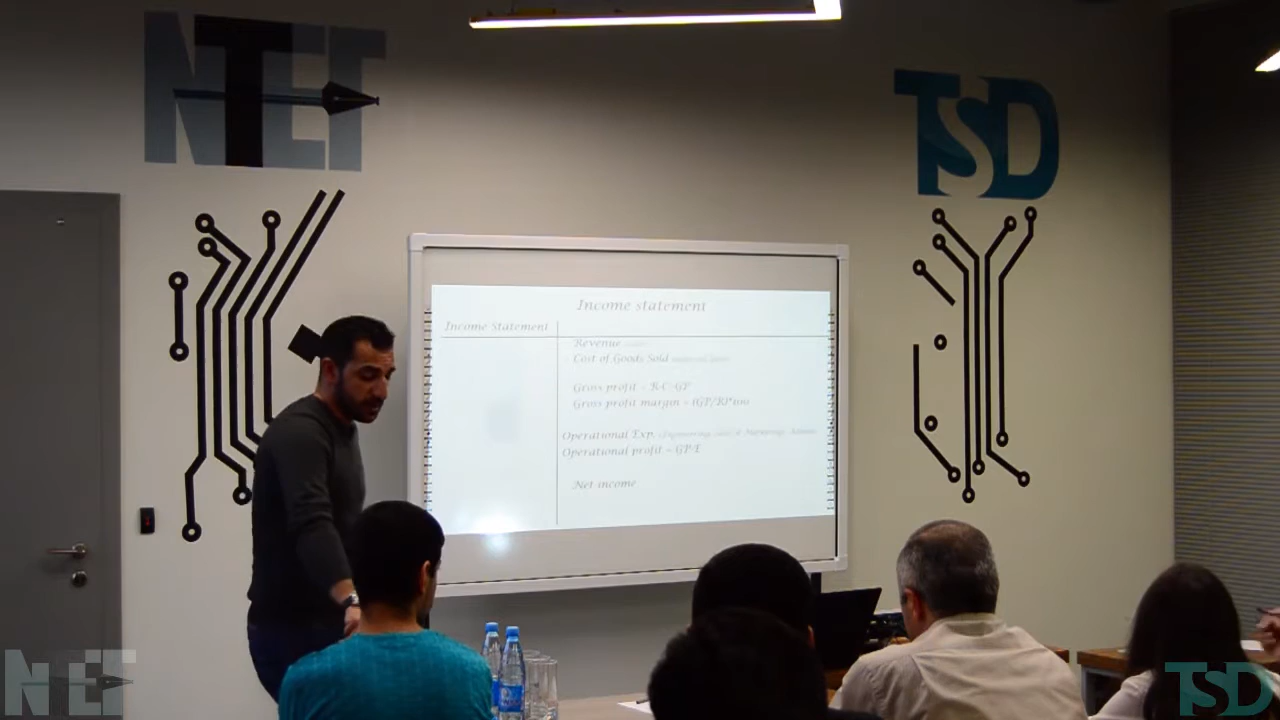 NTEF
TSD
Income statement
Income Statement
Revenue
Cost of Goods Sold
Gross profit = R-C=GP
Gross profit margin = (GP/R)*100
Operational Exp.
Operational profit = GP-E
Net income
NTEF
TSD